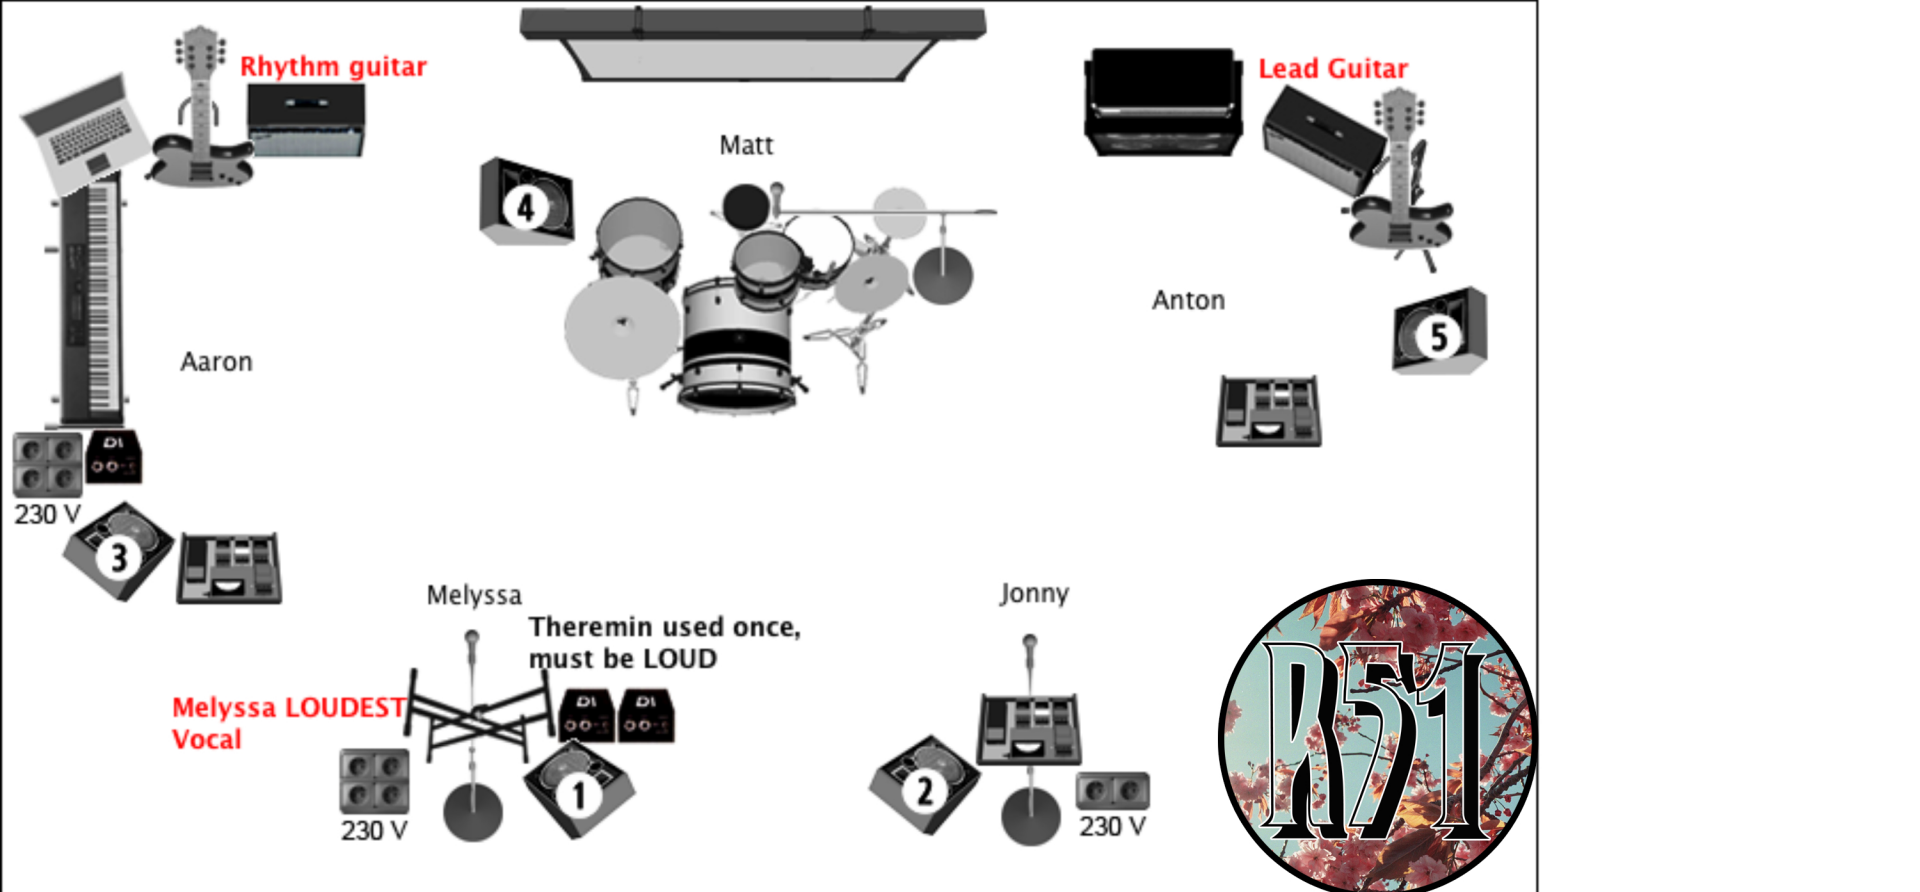 Rhythm guitar
Lead Guitar
Matt
4
Anton
5
Aaron
DI
230 V
3
Melyssa
Theremin used once,
must be LOUD
Jonny
Melyssa LOUDEST
Vocal
DI
DI
1
230 V
2
230 V
R51